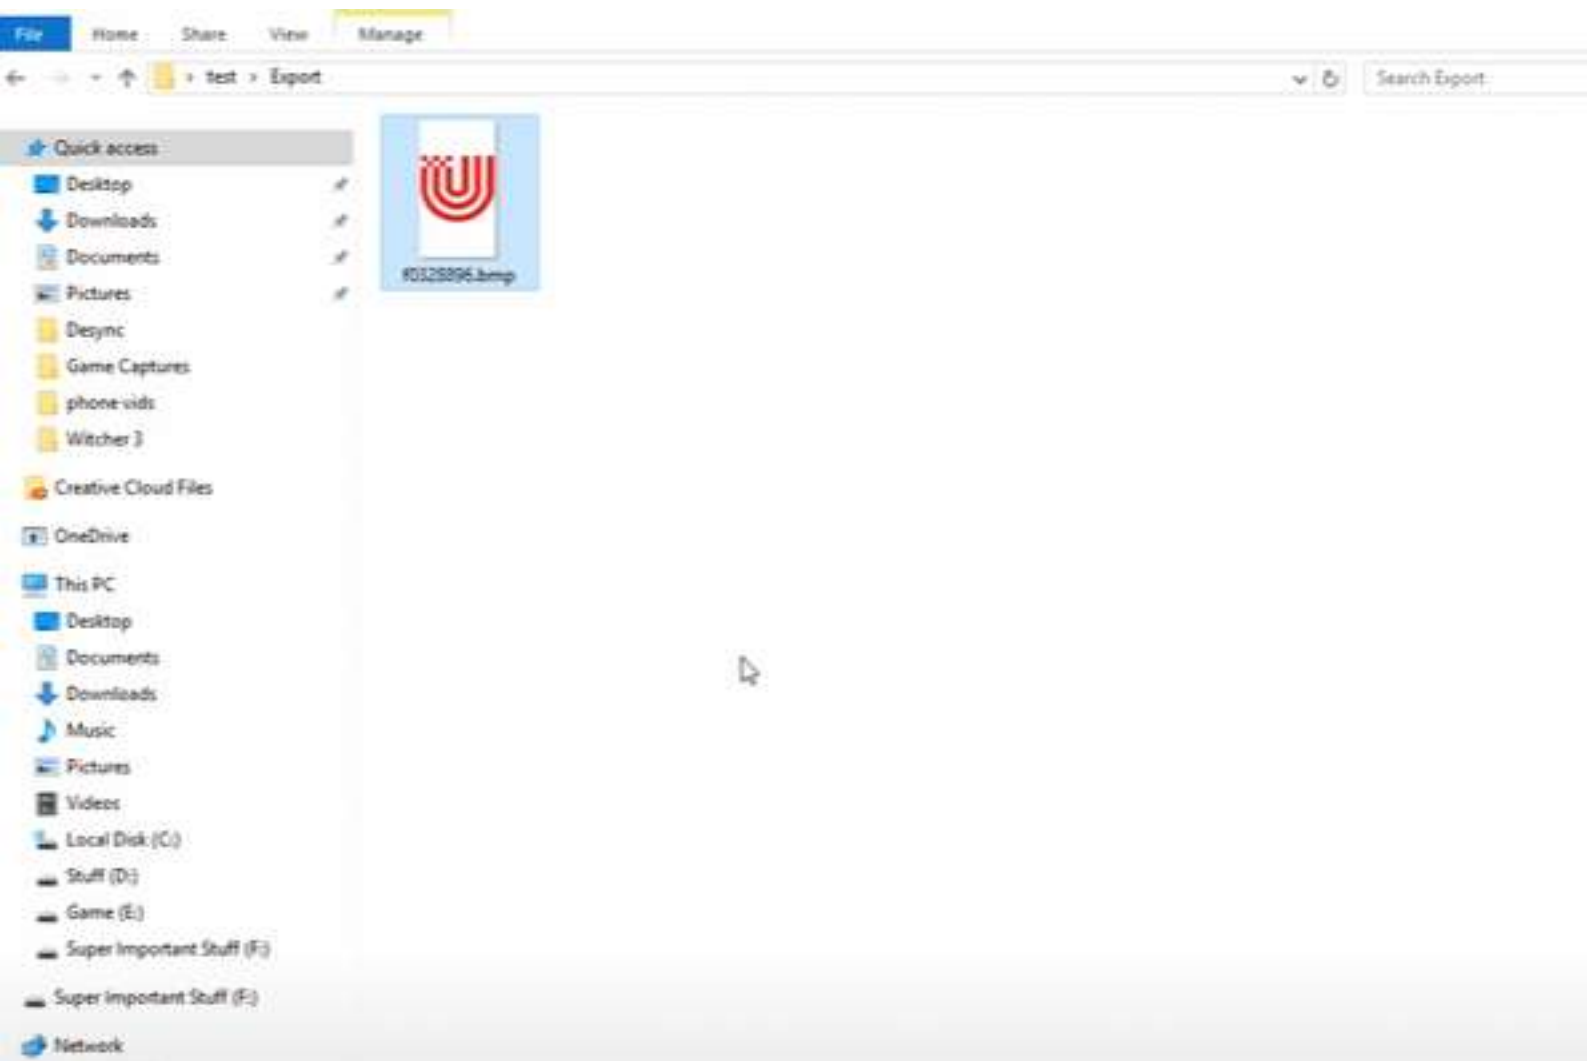 File Home Share View Manage
test > Export
Search Export
Quick access
Desktop
Downloads
Documents
Pictures
Desync
Game Captures
phone-vids
Witcher 3
Creative Cloud Files
OneDrive
This PC
Desktop
Documents
Downloads
Music
Pictures
Videos
Local Disk (C:)
Stuff (D:)
Game (E:)
Super Important Stuff (F:)
Super Important Stuff (F:)
Network
f0328896.bmp